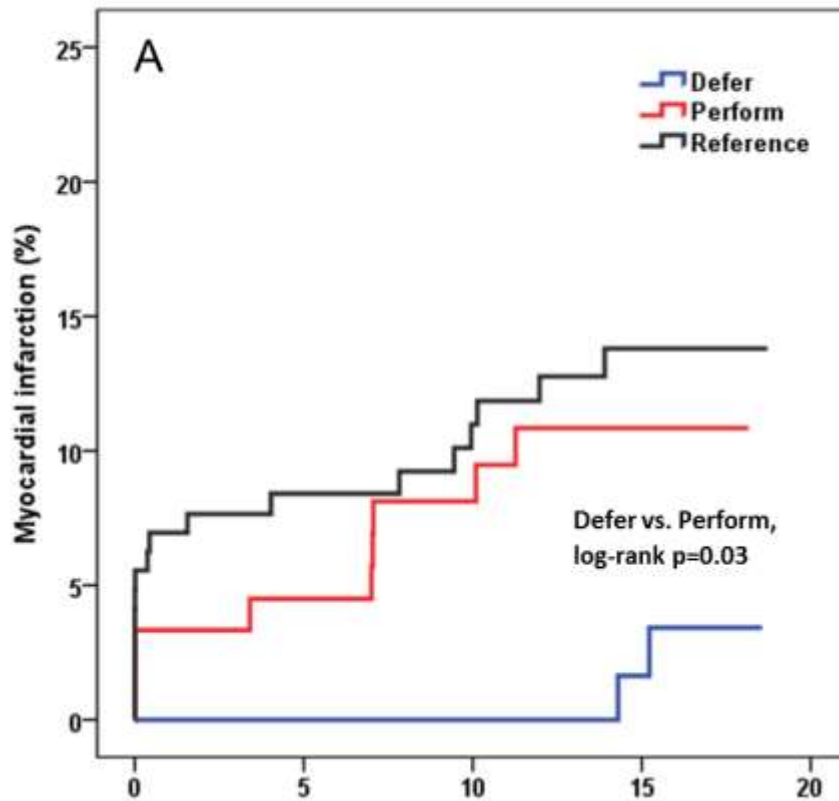 A
Defer
Perform
Reference
Myocardial infarction (%)
25
20
15
10
5
0
Defer vs. Perform,
log-rank p=0.03
0 5 10 15 20